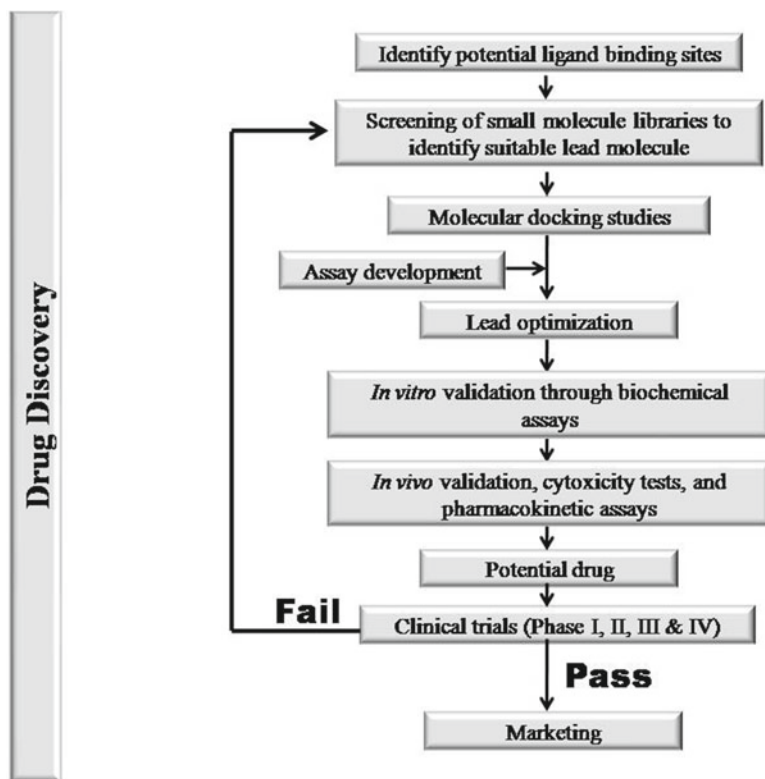 Drug Discovery
Identify potential ligand binding sites
Screening of small molecule libraries to
identify suitable lead molecule
Molecular docking studies
Assay development
Lead optimization
In vitro validation through biochemical
assays
In vivo validation, cytotoxicity tests, and
pharmacokinetic assays
Potential drug
Fail
Clinical trials (Phase I, II, III & IV)
Pass
Marketing